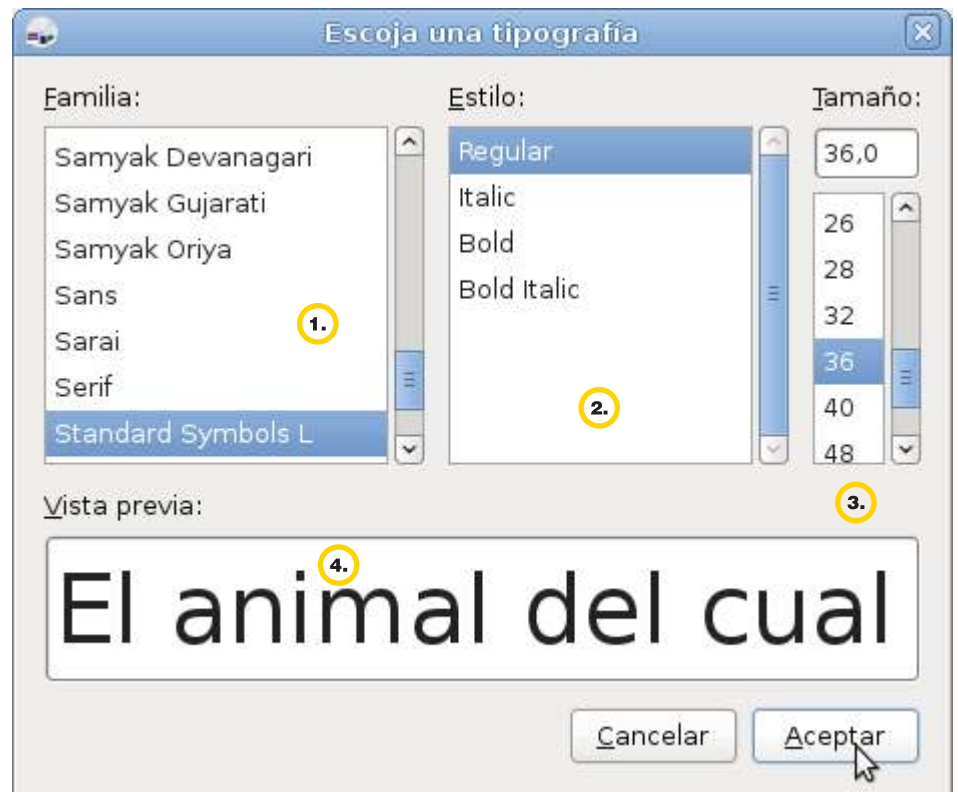 Escoja una tipografía
Familia:
Samyak Devanagari
Samyak Gujarati
Samyak Oriya
Sans
Sarai
Serif
Standard Symbols L
1.
Estilo:
Regular
Italic
Bold
Bold Italic
2.
Tamaño:
36,0
26
28
32
36
40
48
3.
Vista previa:
4.
El animal del cual
Cancelar
Aceptar